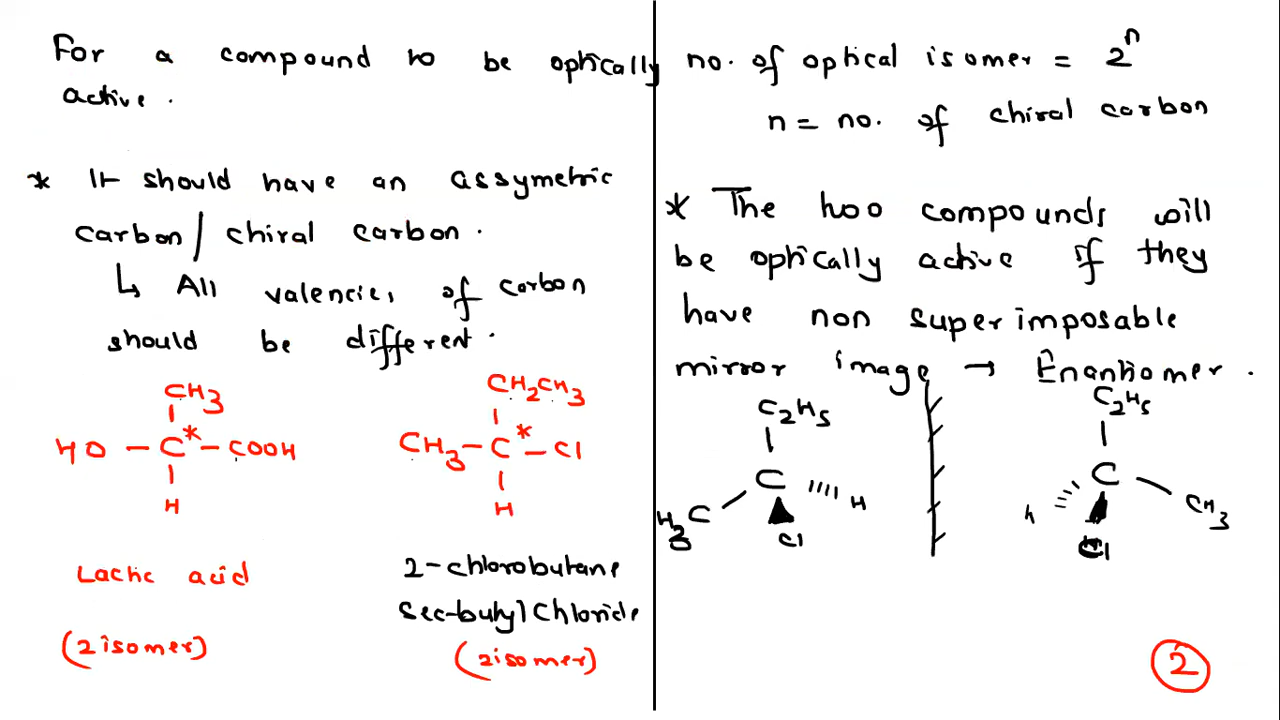 For a compound to be optically
active.
* It should have an assymetric
carbon / chiral carbon.
↳ All valencies of carbon
should be different.
CH3
HO - C* - COOH
H
Lactic acid
(2 isomer)
CH2CH3
CH3 - C* - Cl
H
2-chlorobutane
Sec-butyl Chloride
(2 isomer)
no. of optical isomer = 2^n
n = no. of chiral carbon
* The two compounds will
be optically active if they
have non superimposable
mirror image → Enantiomer.
C2H5
C
H
H3C
Cl
C2H5
C
H
CH3
Cl
2